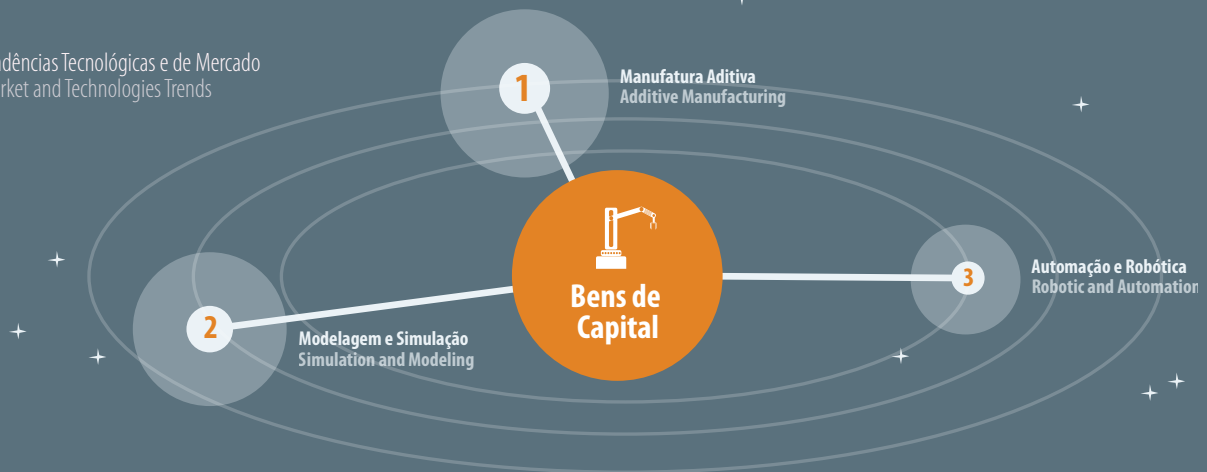 ndências Tecnológicas e de Mercado
rket and Technologies Trends
1
Manufatura Aditiva
Additive Manufacturing
Bens de
Capital
2
Modelagem e Simulação
Simulation and Modeling
3
Automação e Robótica
Robotic and Automation